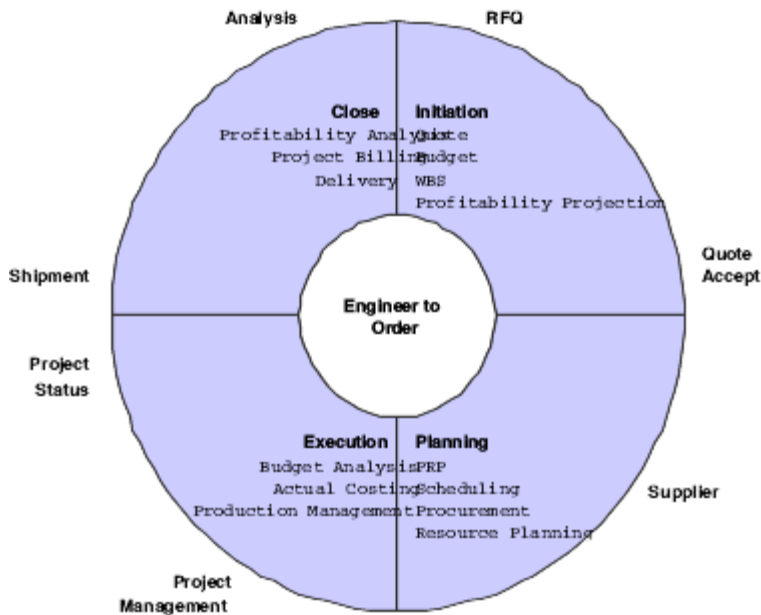 Analysis
RFQ
Close
Profitability Analysis
Project Billing
Delivery
Initiation
Quote
Budget
WBS
Profitability Projection
Shipment
Quote
Accept
Engineer to
Order
Project
Status
Execution
Budget Analysis
Actual Costing
Production Management
Planning
PRP
Scheduling
Procurement
Resource Planning
Supplier
Project
Management